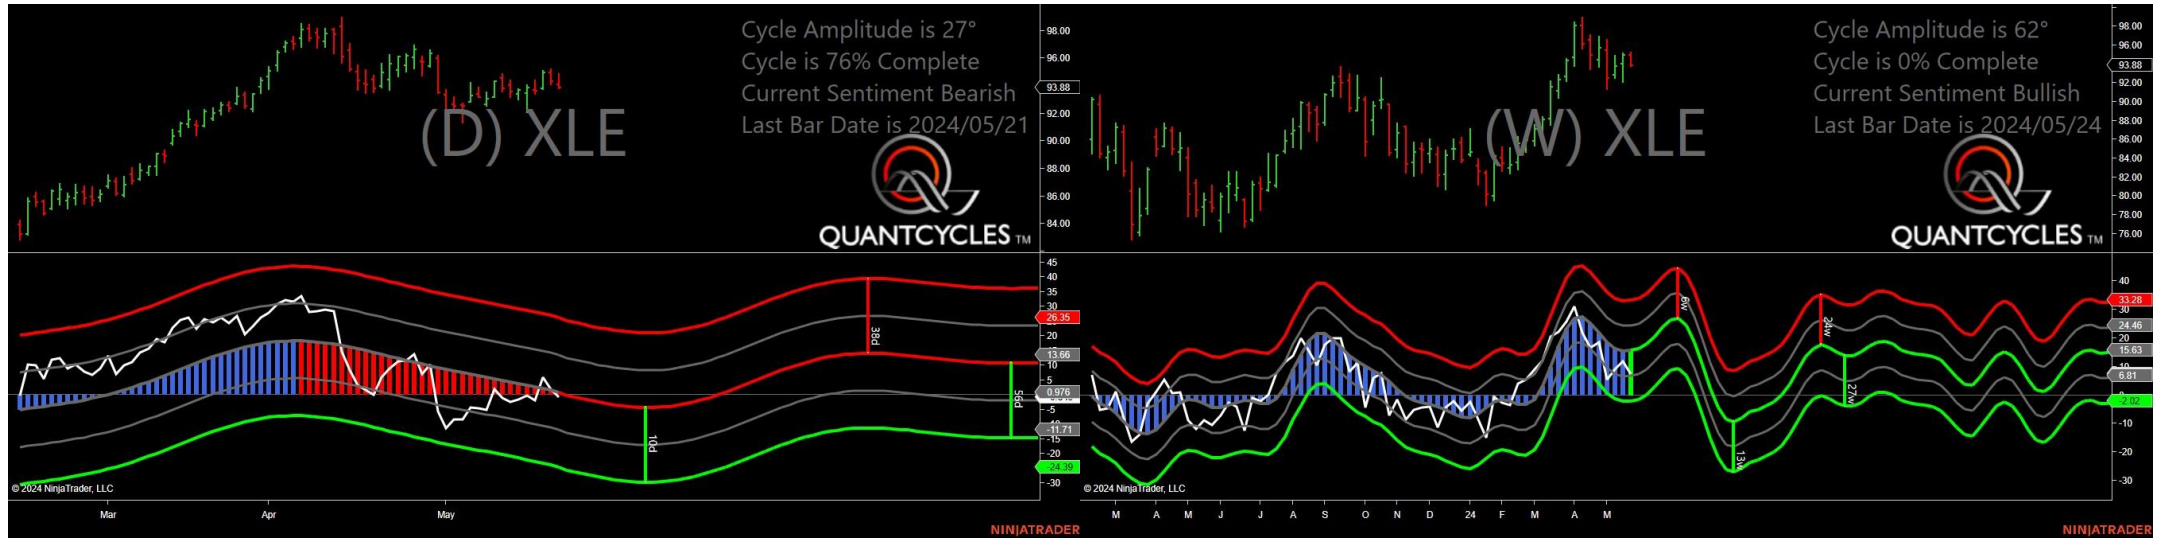 Cycle Amplitude is 27°
Cycle is 76% Complete
Current Sentiment Bearish
Last Bar Date is 2024/05/21
(D) XLE
QUANTCYCLES TM
98.00
96.00
93.88
92.00
90.00
88.00
86.00
84.00
45
40
35
30
26.35
20
13.66
10
5
0.976
-5
-11.71
-15
-20
-24.39
-30
38d
56d
10d
© 2024 NinjaTrader, LLC
Mar Apr May
NINJATRADER
Cycle Amplitude is 62°
Cycle is 0% Complete
Current Sentiment Bullish
Last Bar Date is 2024/05/24
(W) XLE
QUANTCYCLES TM
98.00
96.00
93.88
92.00
90.00
88.00
86.00
84.00
82.00
80.00
78.00
76.00
40
33.28
30
24.46
20
15.63
10
6.81
-2.02
-10
-20
-30
6w
24w
27w
13w
© 2024 NinjaTrader, LLC
M A M J J A S O N D 24 F M A M
NINJATRADER